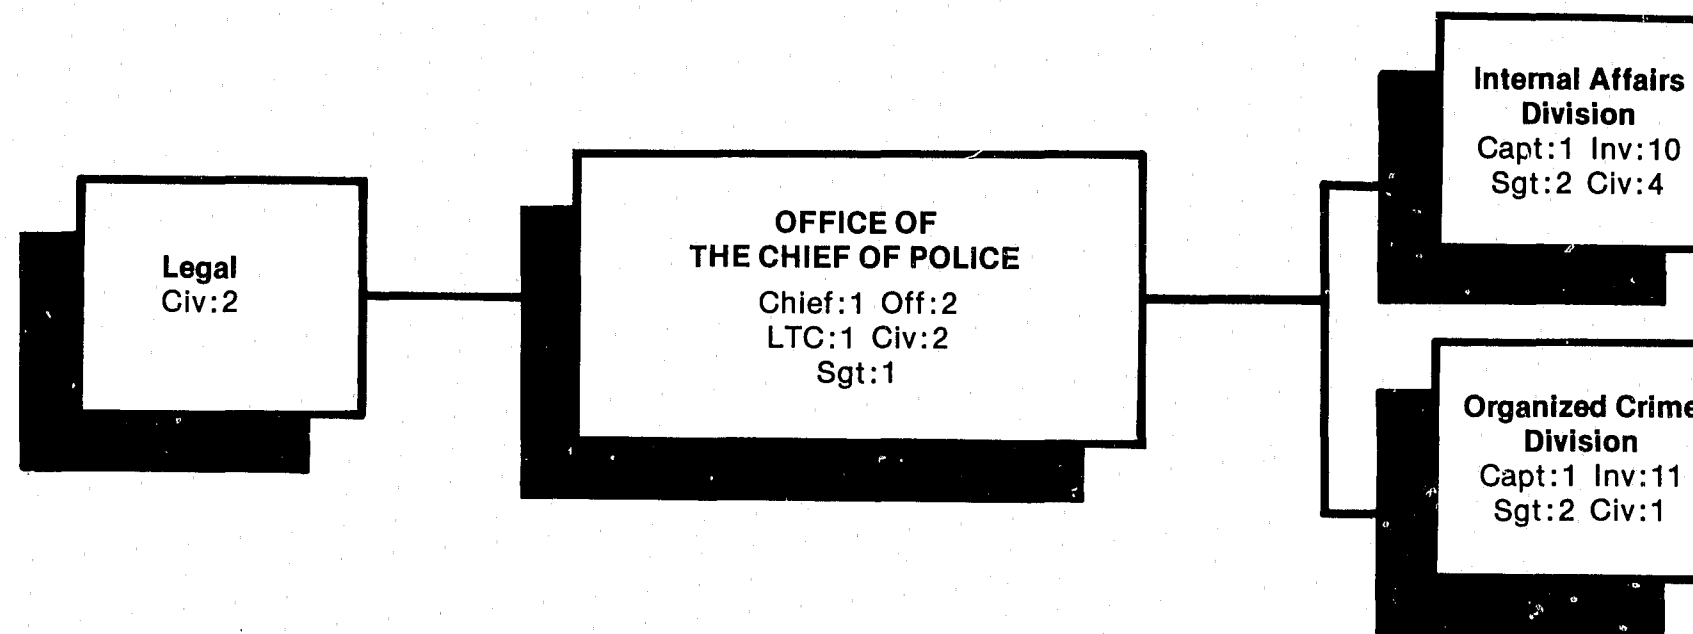 Legal
Civ:2
OFFICE OF
THE CHIEF OF POLICE
Chief:1 Off:2
LTC:1 Civ:2
Sgt:1
Internal Affairs
Division
Capt:1 Inv:10
Sgt:2 Civ:4
Organized Crime
Division
Capt:1 Inv:11
Sgt:2 Civ:1